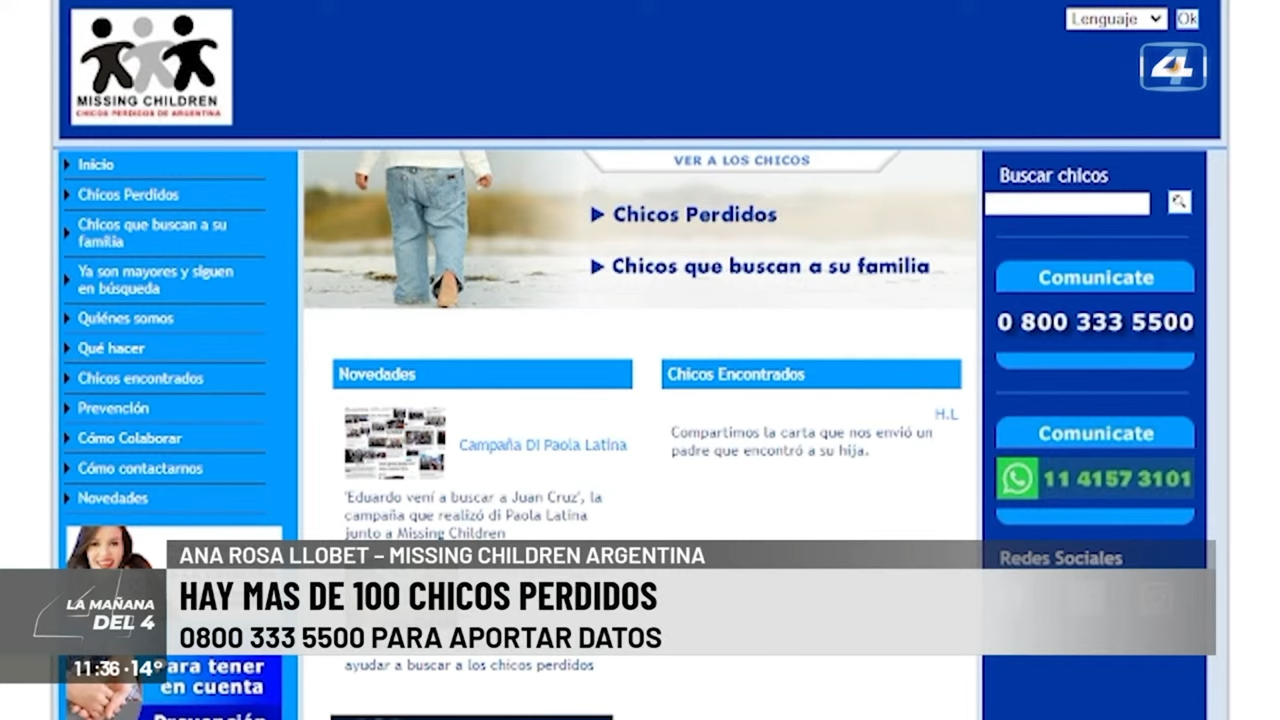 MISSING CHILDREN
CHICOS PERDIDOS DE ARGENTINA
Lenguaje
Ok
4
Inicio
Chicos Perdidos
Chicos que buscan a su
familia
Ya son mayores y siguen
en búsqueda
Quiénes somos
Qué hacer
Chicos encontrados
Prevención
Cómo Colaborar
Cómo contactarnos
Novedades
VER A LOS CHICOS
Chicos Perdidos
Chicos que buscan a su familia
Novedades
Campaña Di Paola Latina
'Eduardo vení a buscar a Juan Cruz', la
campaña que realizó di Paola Latina
junto a Missing Children
Chicos Encontrados
H.L
Compartimos la carta que nos envió un
padre que encontró a su hija.
Buscar chicos
Comunicate
0 800 333 5500
Comunicate
11 4157 3101
Redes Sociales
ANA ROSA LLOBET – MISSING CHILDREN ARGENTINA
HAY MAS DE 100 CHICOS PERDIDOS
0800 333 5500 PARA APORTAR DATOS
LA MAÑANA
DEL 4
11:36 · 14°
ayudar a buscar a los chicos perdidos
ara tener
en cuenta
Prevención